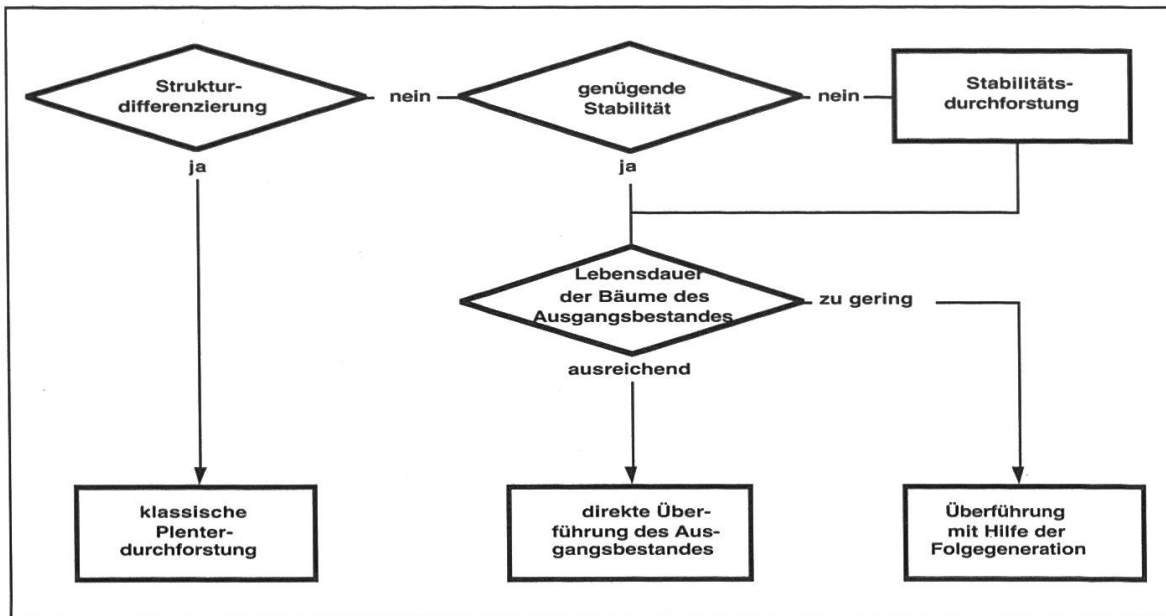 Struktur-
differenzierung
nein
genügende
Stabilität
nein
Stabilitäts-
durchforstung
ja
ja
Lebensdauer
der Bäume des
Ausgangsbestandes
zu gering
ausreichend
klassische
Plenter-
durchforstung
direkte Über-
führung des Aus-
gangsbestandes
Überführung
mit Hilfe der
Folgegeneration